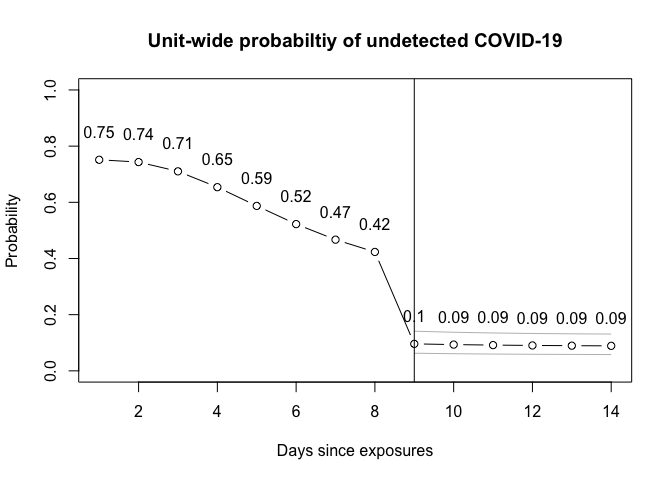 Unit-wide probabiltiy of undetected COVID-19
Probability
1.0
0.8
0.6
0.4
0.2
0.0
0.75 0.74 0.71 0.65 0.59 0.52 0.47 0.42 0.1 0.09 0.09 0.09 0.09 0.09
2 4 6 8 10 12 14
Days since exposures